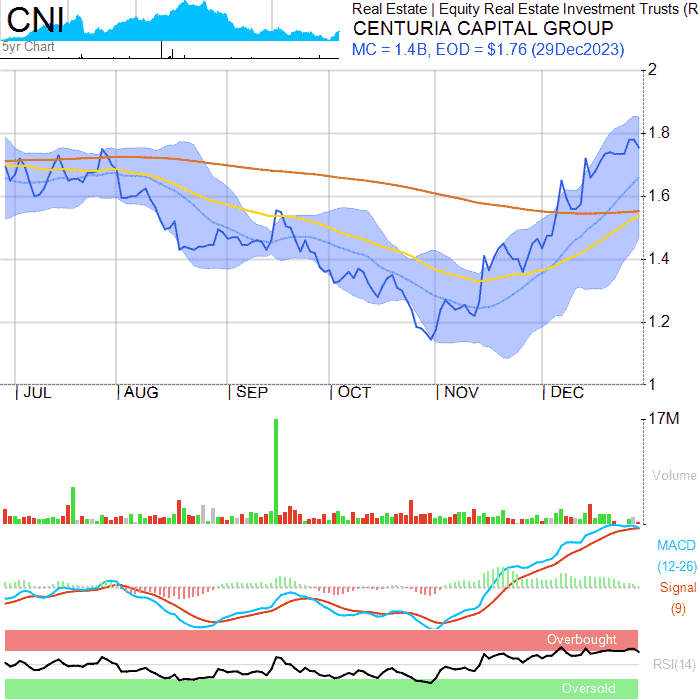 CNI
5yr Chart
Real Estate | Equity Real Estate Investment Trusts (R
CENTURIA CAPITAL GROUP
MC = 1.4B, EOD = $1.76 (29Dec2023)
2
1.8
1.6
1.4
1.2
1
| JUL | AUG | SEP | OCT | NOV | DEC
17M
Volume
MACD
(12-26)
Signal
(9)
Overbought
RSI(14)
Oversold